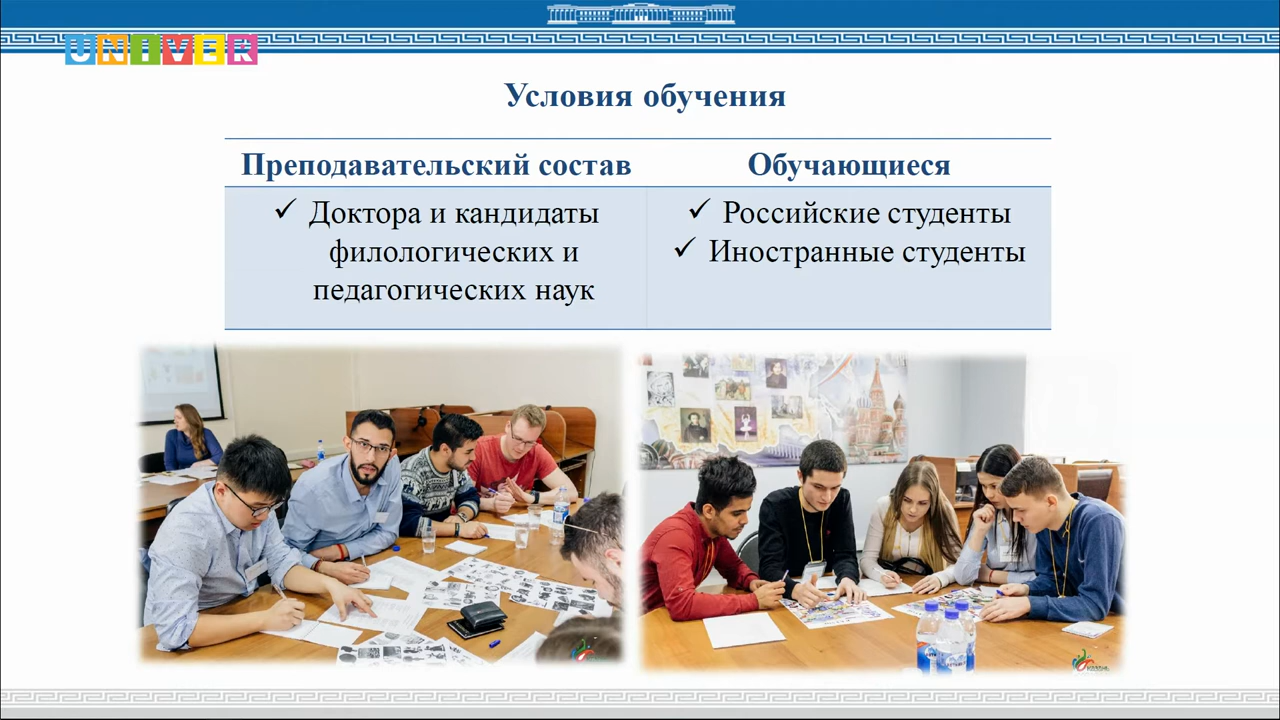 UNIVER
Условия обучения
Преподавательский состав
Обучающиеся
✓ Доктора и кандидаты
филологических и
педагогических наук
✓ Российские студенты
✓ Иностранные студенты